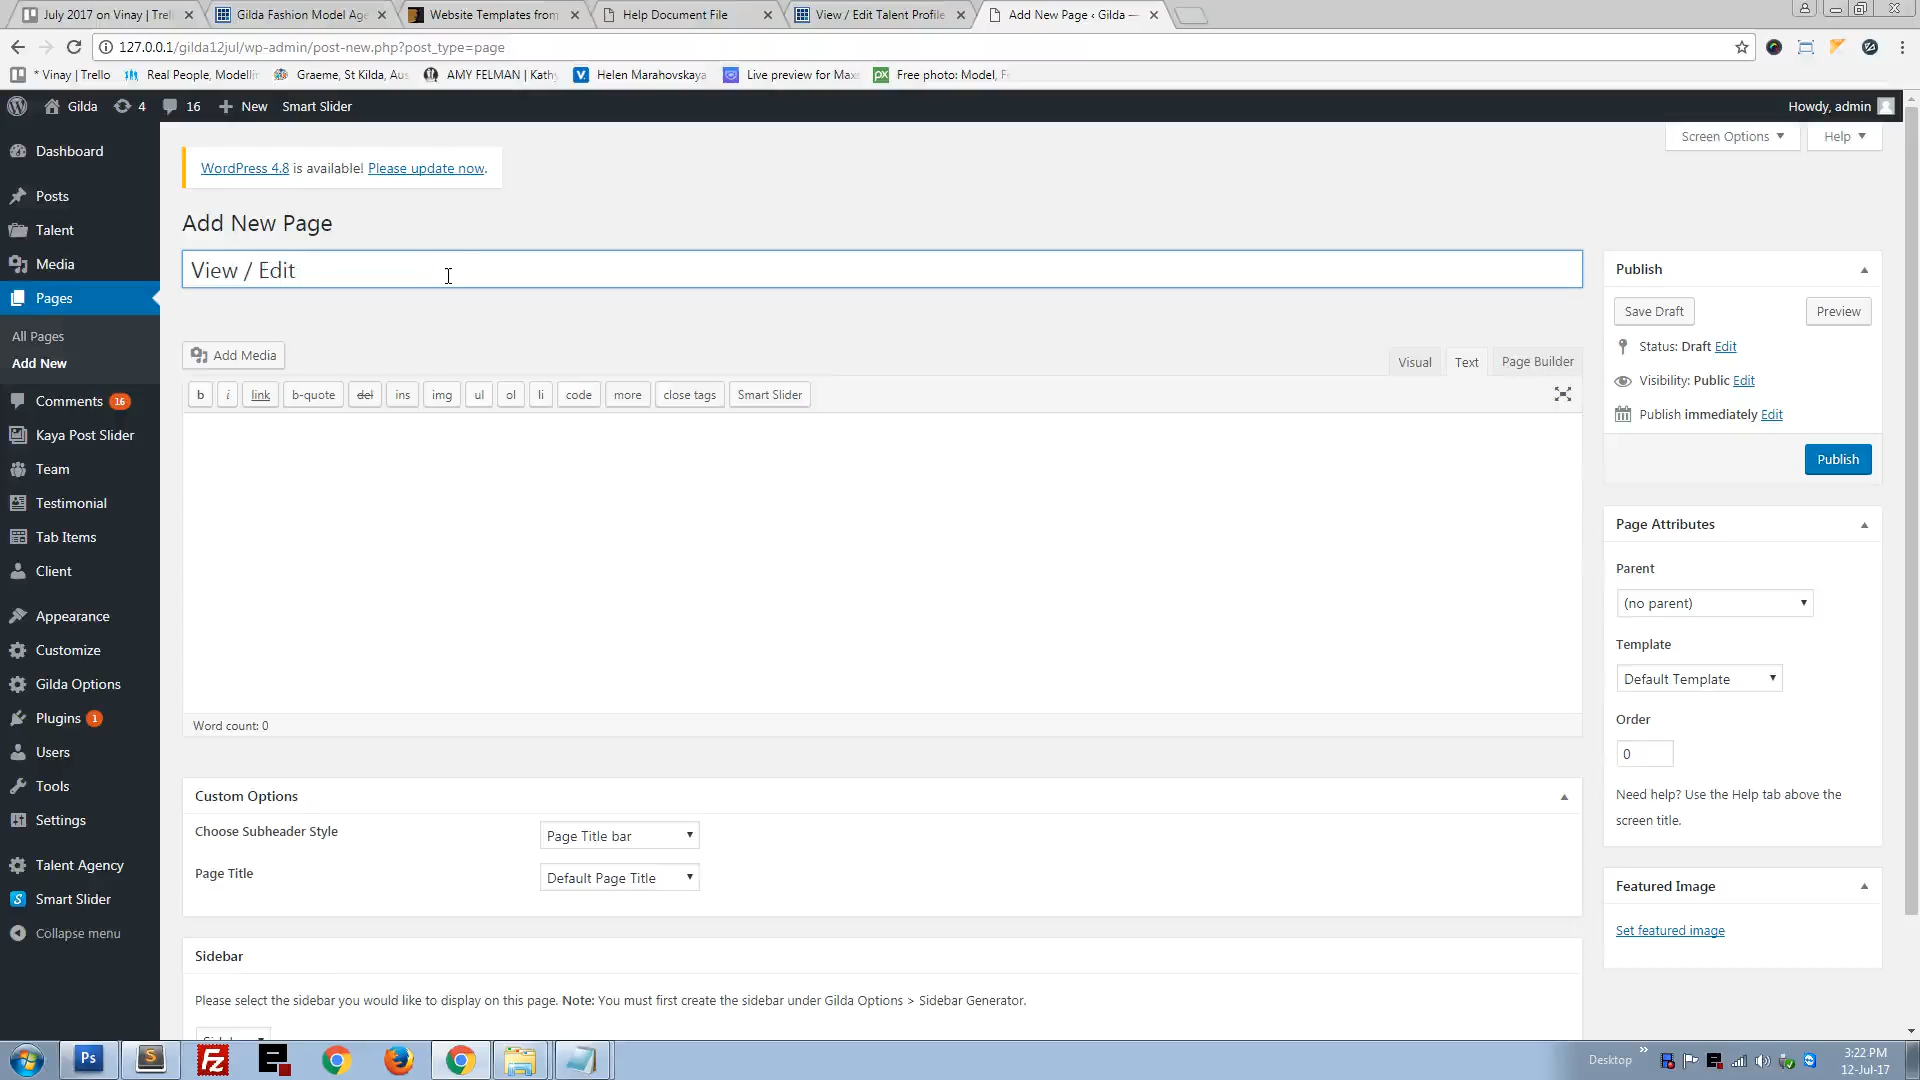 July 2017 on Vinay | Trell
Gilda Fashion Model Age
Website Templates from
Help Document File
View / Edit Talent Profile
Add New Page ‹ Gilda —
127.0.0.1/gilda12jul/wp-admin/post-new.php?post_type=page
* Vinay | Trello
Real People, Modellin
Graeme, St Kilda, Aus
AMY FELMAN | Kath
Helen Marahovskaya
Live preview for Max
Free photo: Model, F
Gilda
4
16
New
Smart Slider
Howdy, admin
Dashboard
Posts
Talent
Media
Pages
All Pages
Add New
Comments 16
Kaya Post Slider
Team
Testimonial
Tab Items
Client
Appearance
Customize
Gilda Options
Plugins 1
Users
Tools
Settings
Talent Agency
Smart Slider
Collapse menu
Screen Options
Help
WordPress 4.8 is available! Please update now.
Add New Page
View / Edit
Add Media
Visual
Text
Page Builder
b
i
link
b-quote
del
ins
img
ul
ol
li
code
more
close tags
Smart Slider
Word count: 0
Custom Options
Choose Subheader Style
Page Title bar
Page Title
Default Page Title
Sidebar
Please select the sidebar you would like to display on this page. Note: You must first create the sidebar under Gilda Options > Sidebar Generator.
Publish
Save Draft
Preview
Status: Draft Edit
Visibility: Public Edit
Publish immediately Edit
Publish
Page Attributes
Parent
(no parent)
Template
Default Template
Order
0
Need help? Use the Help tab above the
screen title.
Featured Image
Set featured image
Ps
Desktop
3:22 PM
12-Jul-17